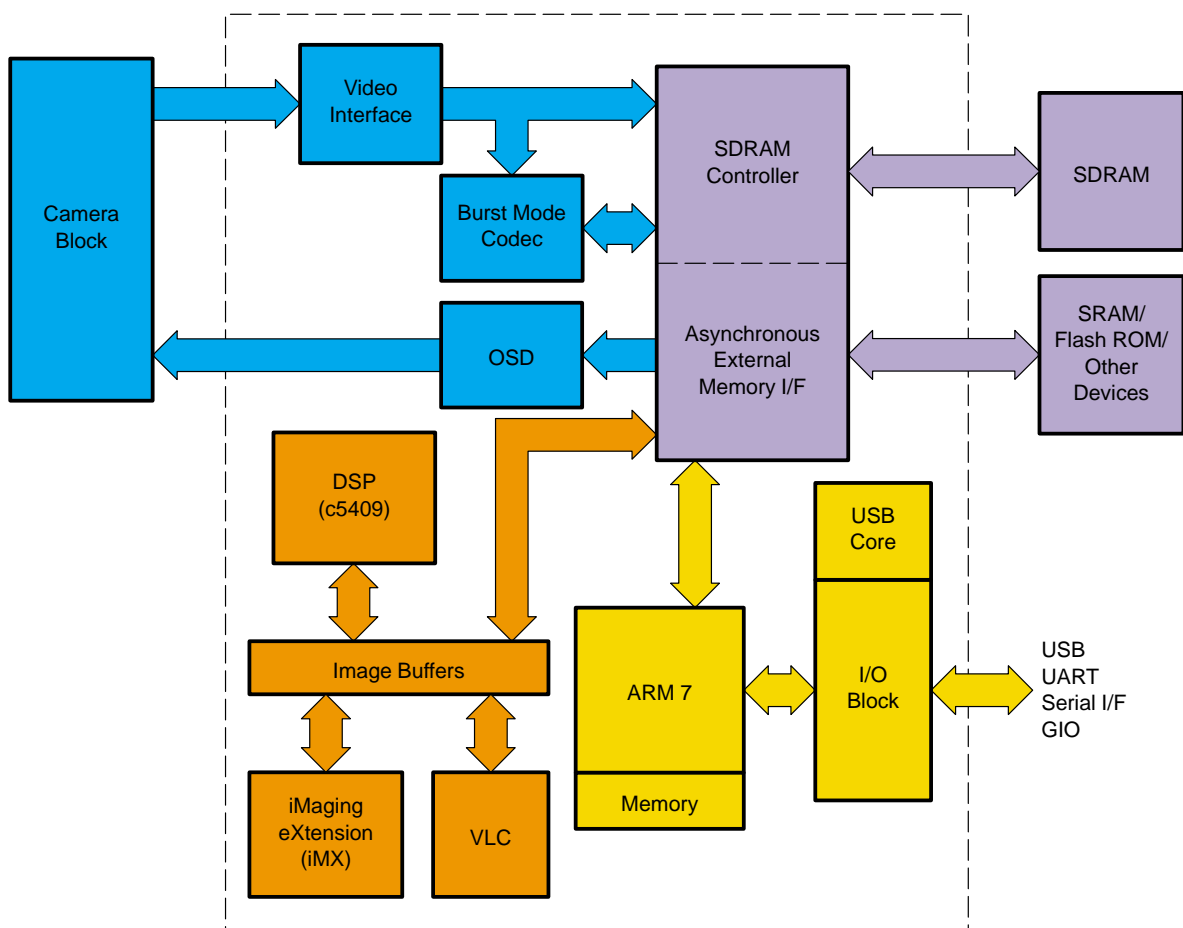 Camera
Block
Video
Interface
Burst Mode
Codec
OSD
SDRAM
Controller
Asynchronous
External
Memory I/F
SDRAM
SRAM/
Flash ROM/
Other
Devices
DSP
(c5409)
Image Buffers
iMaging
eXtension
(iMX)
VLC
ARM 7
Memory
USB
Core
I/O
Block
USB
UART
Serial I/F
GIO